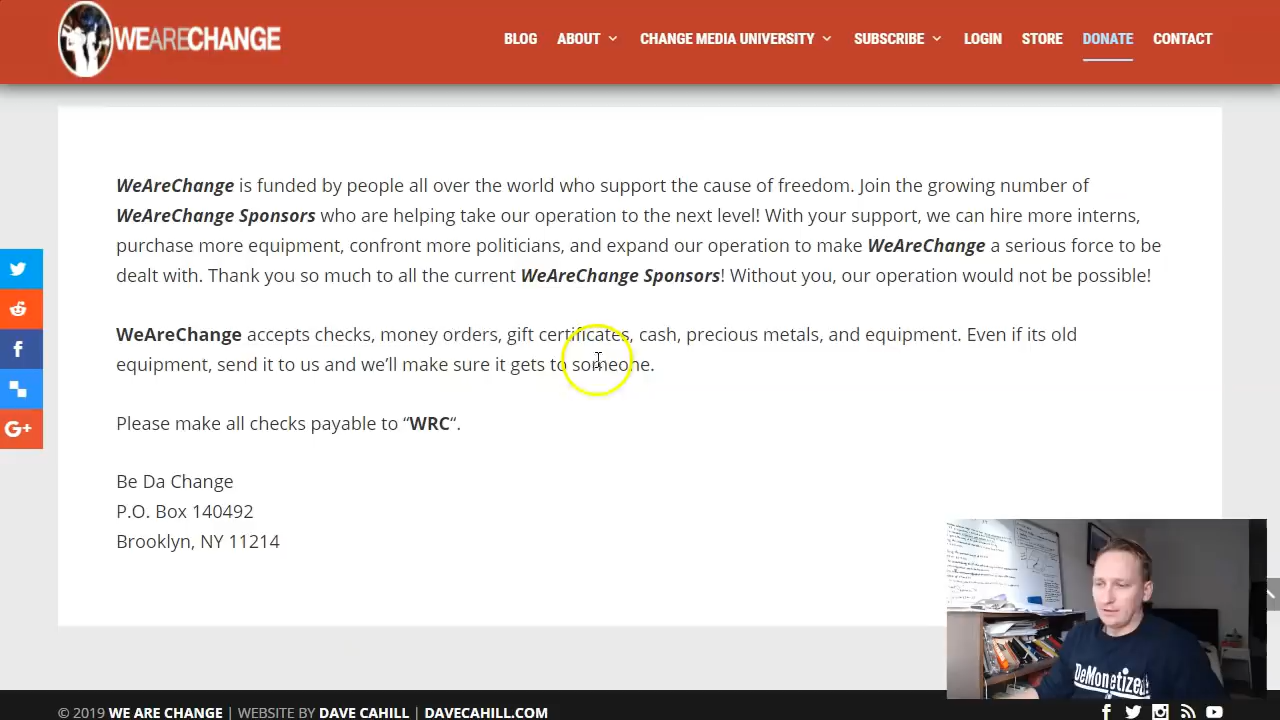 WEARECHANGE
BLOG ABOUT CHANGE MEDIA UNIVERSITY SUBSCRIBE LOGIN STORE DONATE CONTACT
WeAreChange is funded by people all over the world who support the cause of freedom. Join the growing number of
WeAreChange Sponsors who are helping take our operation to the next level! With your support, we can hire more interns,
purchase more equipment, confront more politicians, and expand our operation to make WeAreChange a serious force to be
dealt with. Thank you so much to all the current WeAreChange Sponsors! Without you, our operation would not be possible!
WeAreChange accepts checks, money orders, gift certificates, cash, precious metals, and equipment. Even if its old
equipment, send it to us and we’ll make sure it gets to someone.
Please make all checks payable to “WRC“.
Be Da Change
P.O. Box 140492
Brooklyn, NY 11214
DeMonetized
© 2019 WE ARE CHANGE | WEBSITE BY DAVE CAHILL | DAVECAHILL.COM